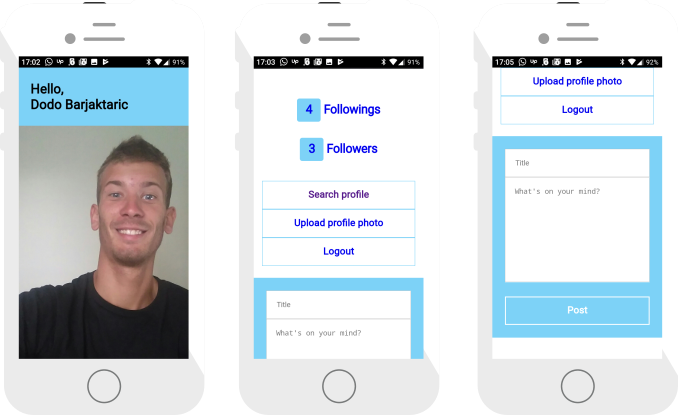 17:02 91%
Hello,
Dodo Barjaktaric
17:03 91%
4 Followings
3 Followers
Search profile
Upload profile photo
Logout
Title
What's on your mind?
17:05 92%
Upload profile photo
Logout
Title
What's on your mind?
Post